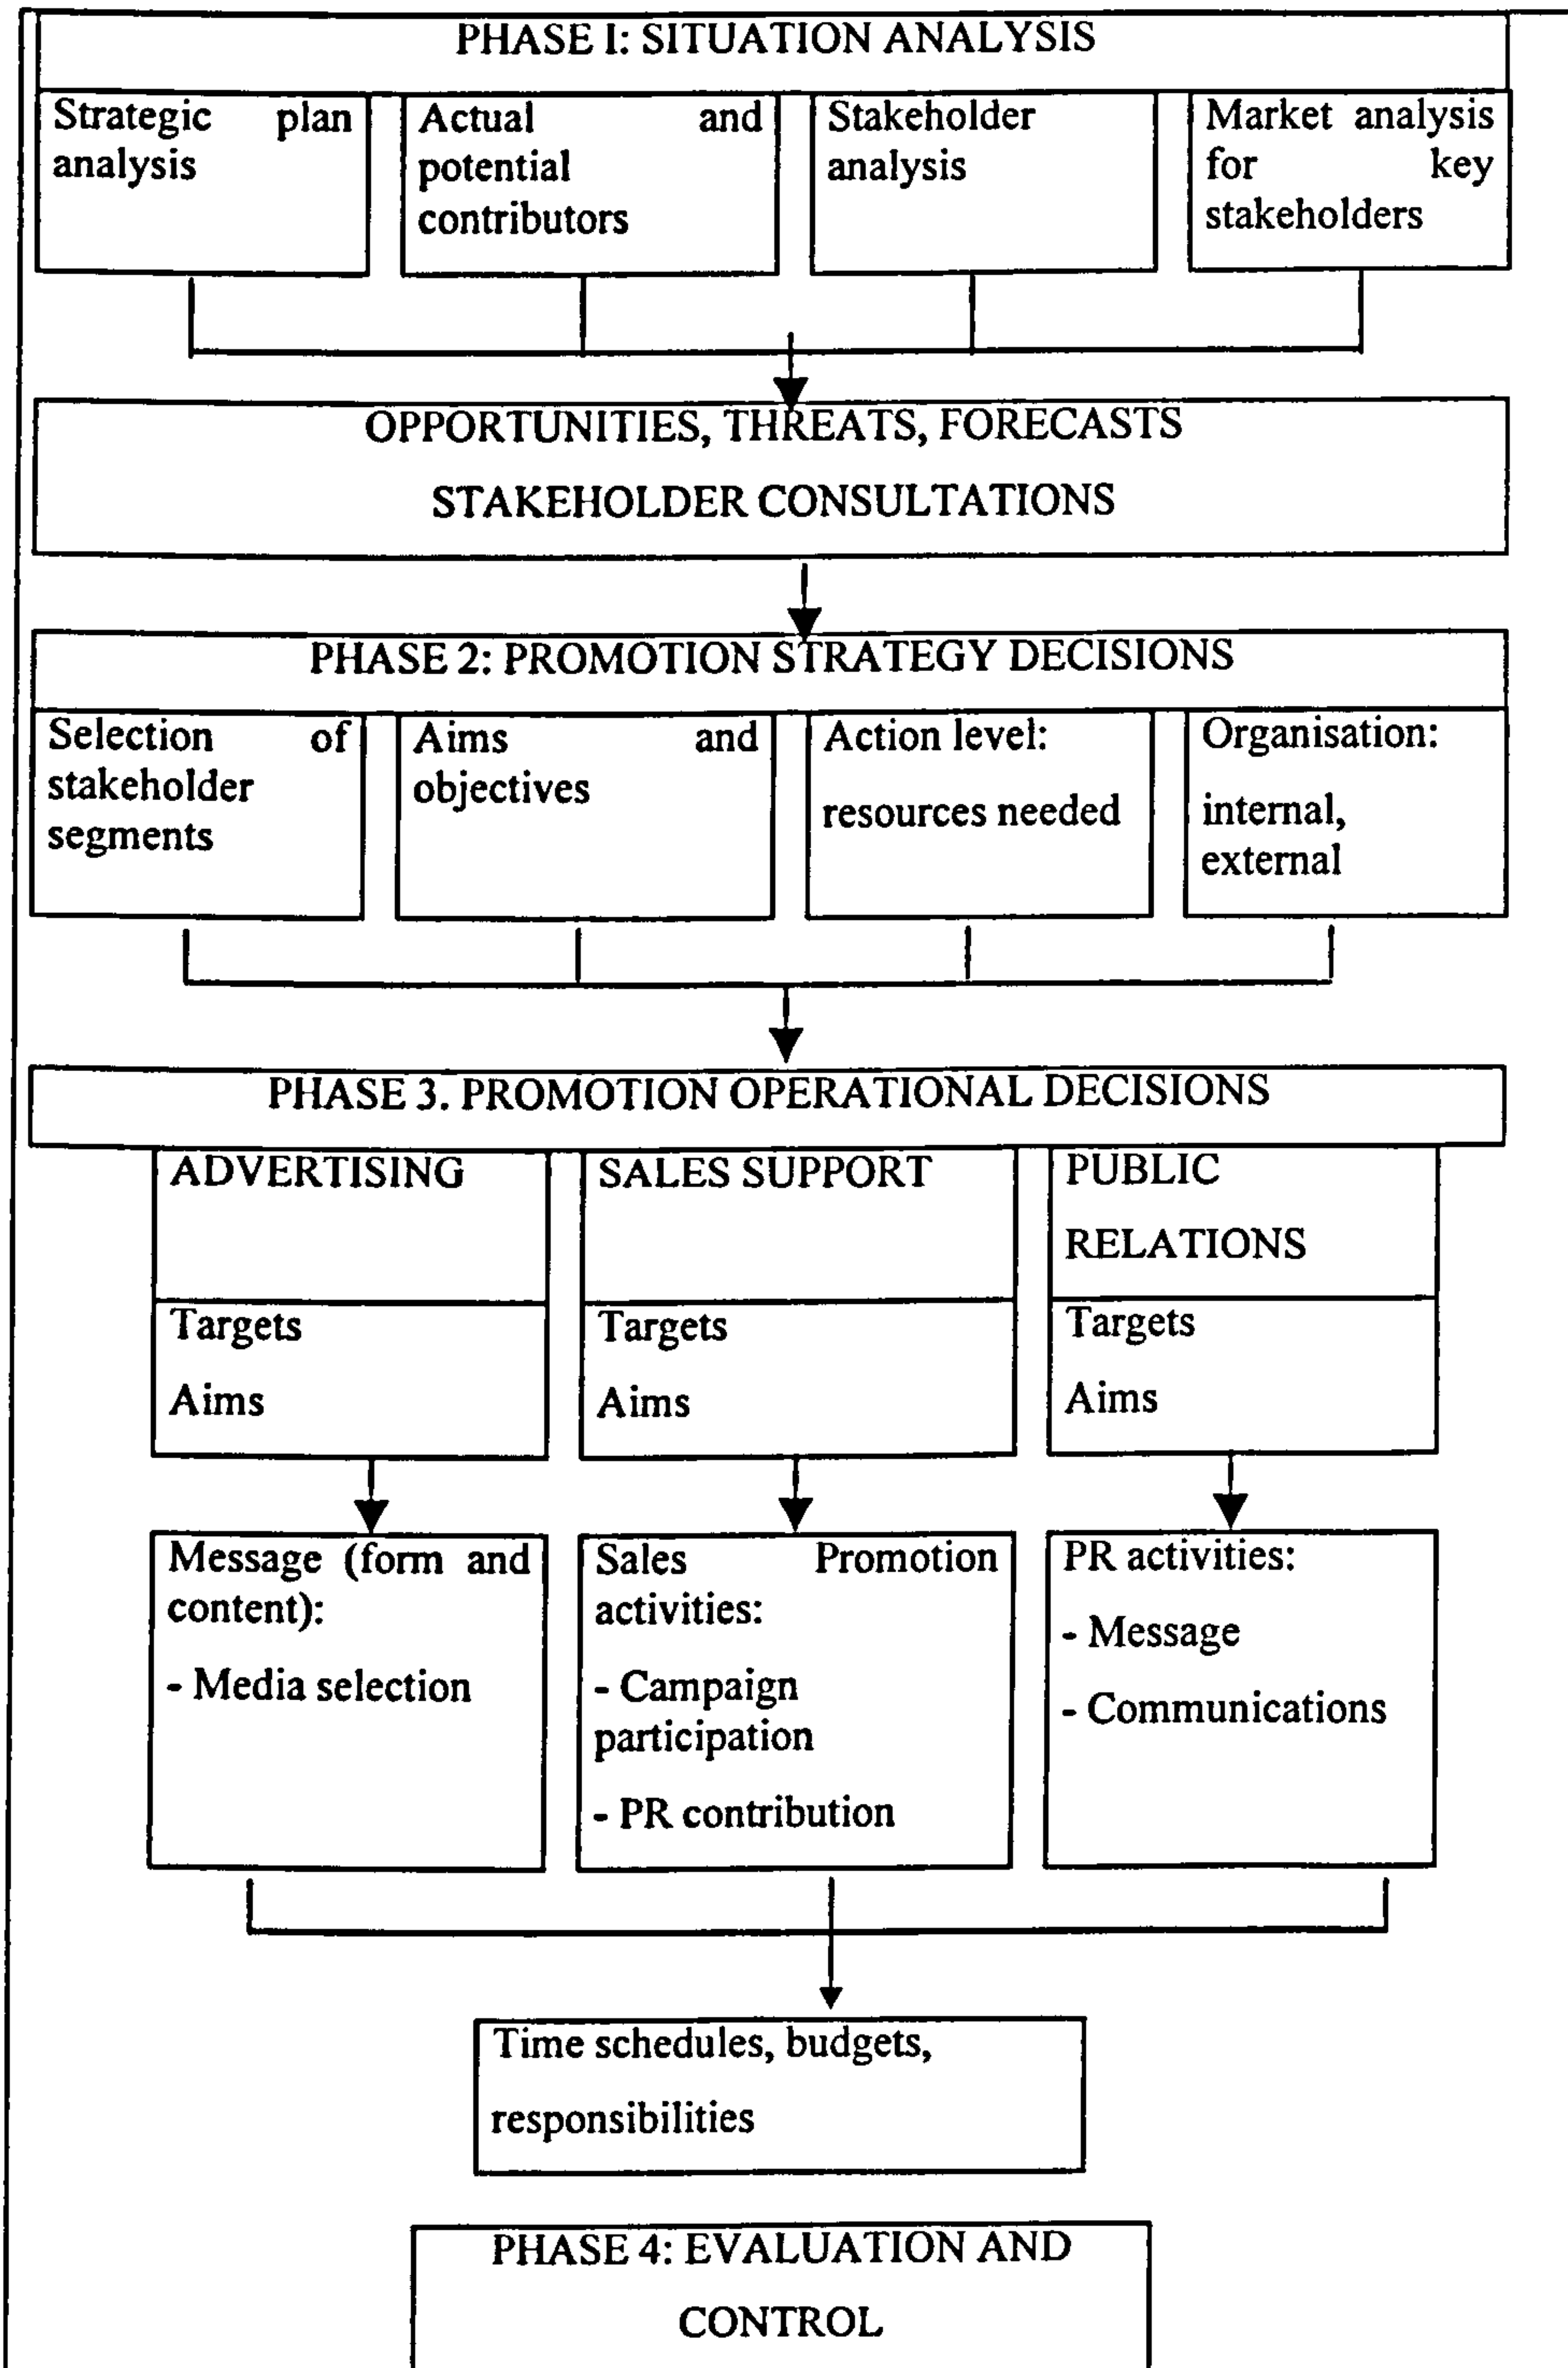 PHASE I: SITUATION ANALYSIS
Strategic plan
analysis
Actual and
potential
contributors
Stakeholder
analysis
Market analysis
for key
stakeholders
OPPORTUNITIES, THREATS, FORECASTS
STAKEHOLDER CONSULTATIONS
PHASE 2: PROMOTION STRATEGY DECISIONS
Selection of
stakeholder
segments
Aims and
objectives
Action level:
resources needed
Organisation:
internal,
external
PHASE 3. PROMOTION OPERATIONAL DECISIONS
ADVERTISING
Targets
Aims
SALES SUPPORT
Targets
Aims
PUBLIC
RELATIONS
Targets
Aims
Message (form and
content):
- Media selection
Sales Promotion
activities:
- Campaign
participation
- PR contribution
PR activities:
- Message
- Communications
Time schedules, budgets,
responsibilities
PHASE 4: EVALUATION AND
CONTROL